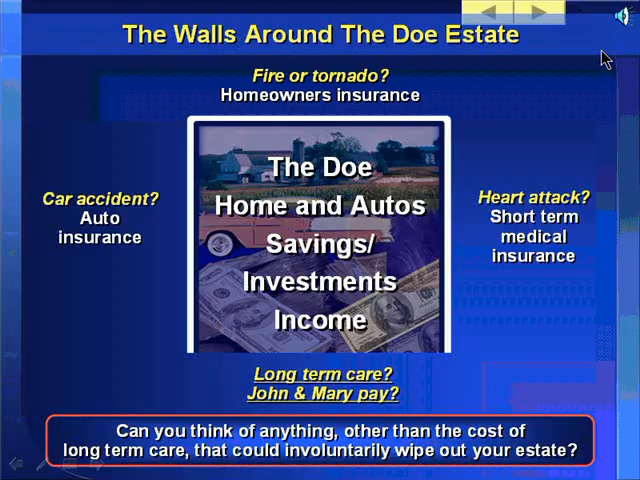 The Walls Around The Doe Estate
Fire or tornado?
Homeowners insurance
Car accident?
Auto
insurance
The Doe
Home and Autos
Savings/
Investments
Income
Heart attack?
Short term
medical
insurance
Long term care?
John & Mary pay?
Can you think of anything, other than the cost of
long term care, that could involuntarily wipe out your estate?